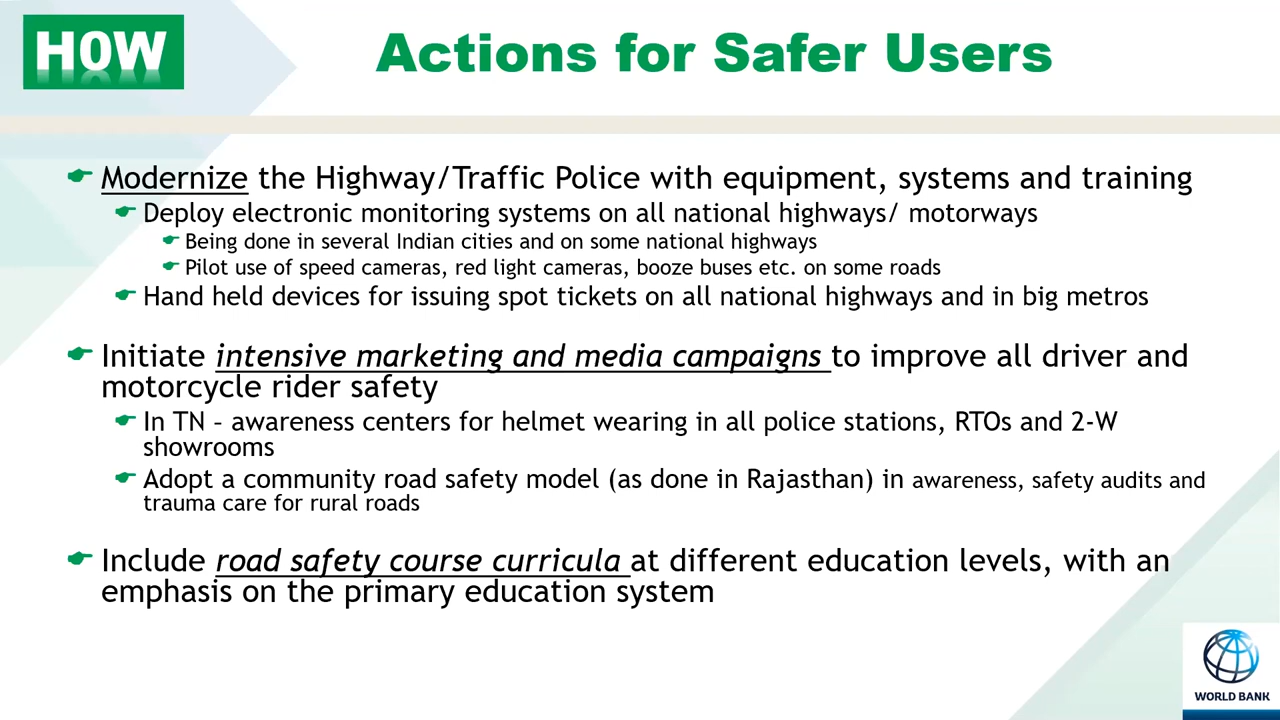 HOW
Actions for Safer Users
Modernize the Highway/Traffic Police with equipment, systems and training
Deploy electronic monitoring systems on all national highways/ motorways
Being done in several Indian cities and on some national highways
Pilot use of speed cameras, red light cameras, booze buses etc. on some roads
Hand held devices for issuing spot tickets on all national highways and in big metros
Initiate intensive marketing and media campaigns to improve all driver and
motorcycle rider safety
In TN – awareness centers for helmet wearing in all police stations, RTOs and 2-W
showrooms
Adopt a community road safety model (as done in Rajasthan) in awareness, safety audits and
trauma care for rural roads
Include road safety course curricula at different education levels, with an
emphasis on the primary education system
WORLD BANK